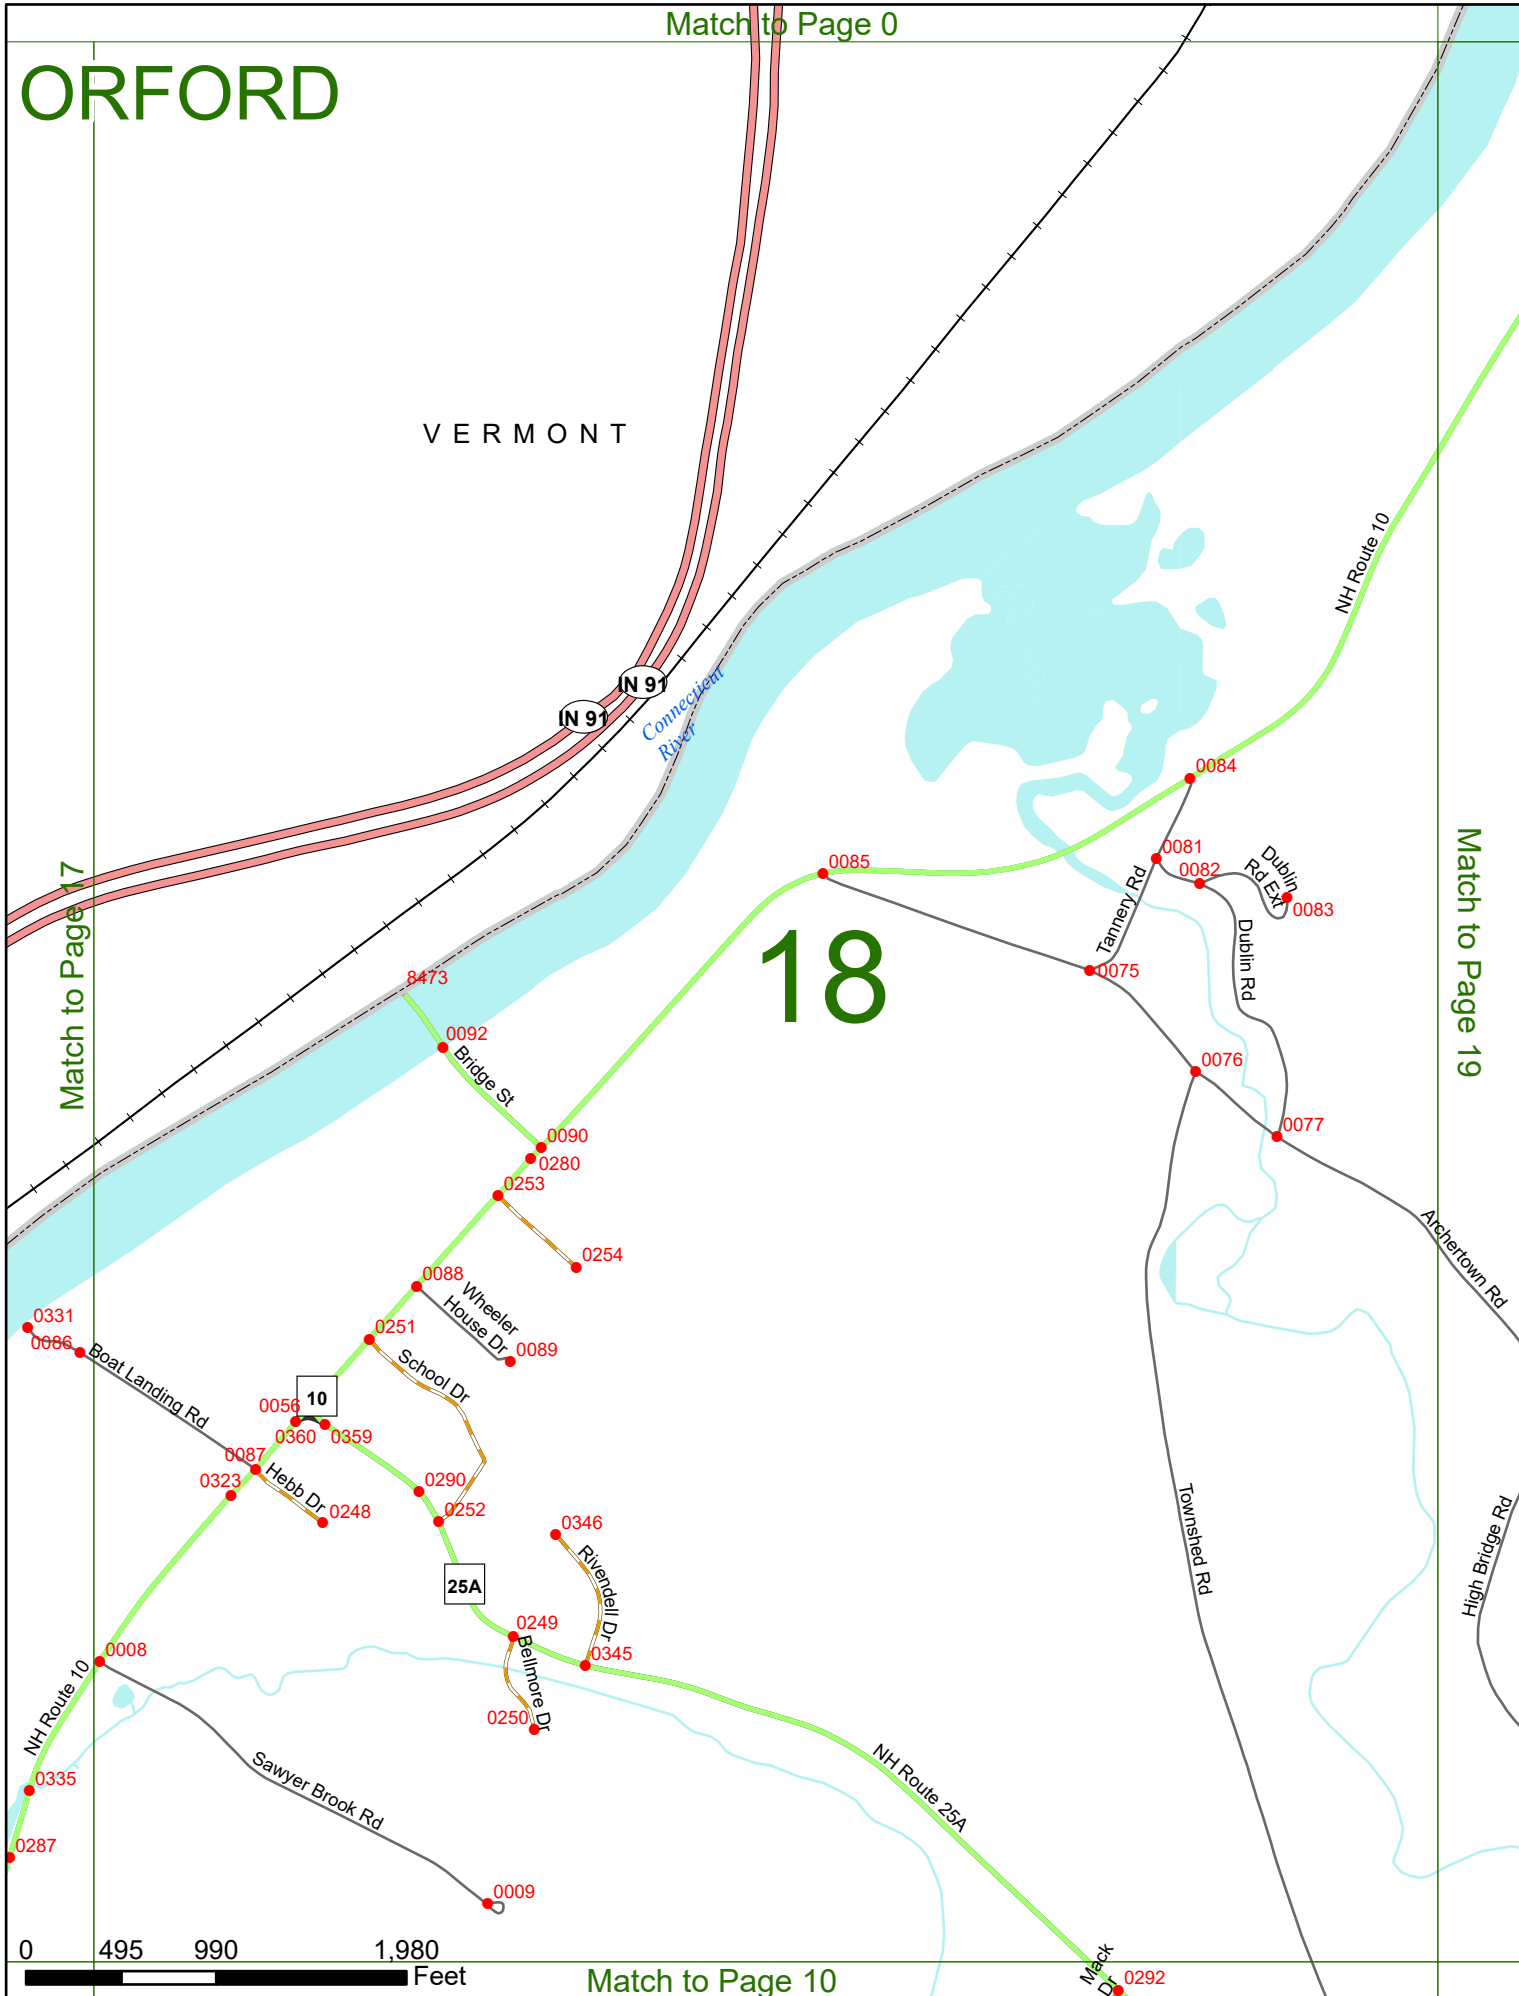 Match to Page 0
ORFORD
VERMONT
NH Route 10
IN 91
IN 91
Connecticut
River
0084
0081
0082
Dublin
Rd Ext
0083
0085
Tannery Rd
Dublin Rd
Match to Page 17
Match to Page 19
18
0075
8473
0092
Bridge St
0076
0077
0090
0280
0253
0254
Archertown Rd
0088
Wheeler
House Dr
0089
0331
0086
Boat Landing Rd
0251
School Dr
10
0056
0360
0359
0087
Hebb Dr
0323
0248
0290
0252
0346
Rivendell Dr
25A
Townshed Rd
High Bridge Rd
0249
Bellmore Dr
0345
0250
0008
NH Route 10
Sawyer Brook Rd
NH Route 25A
0335
0287
0009
0 495 990 1,980
Feet
Match to Page 10
Mack
Dr
0292